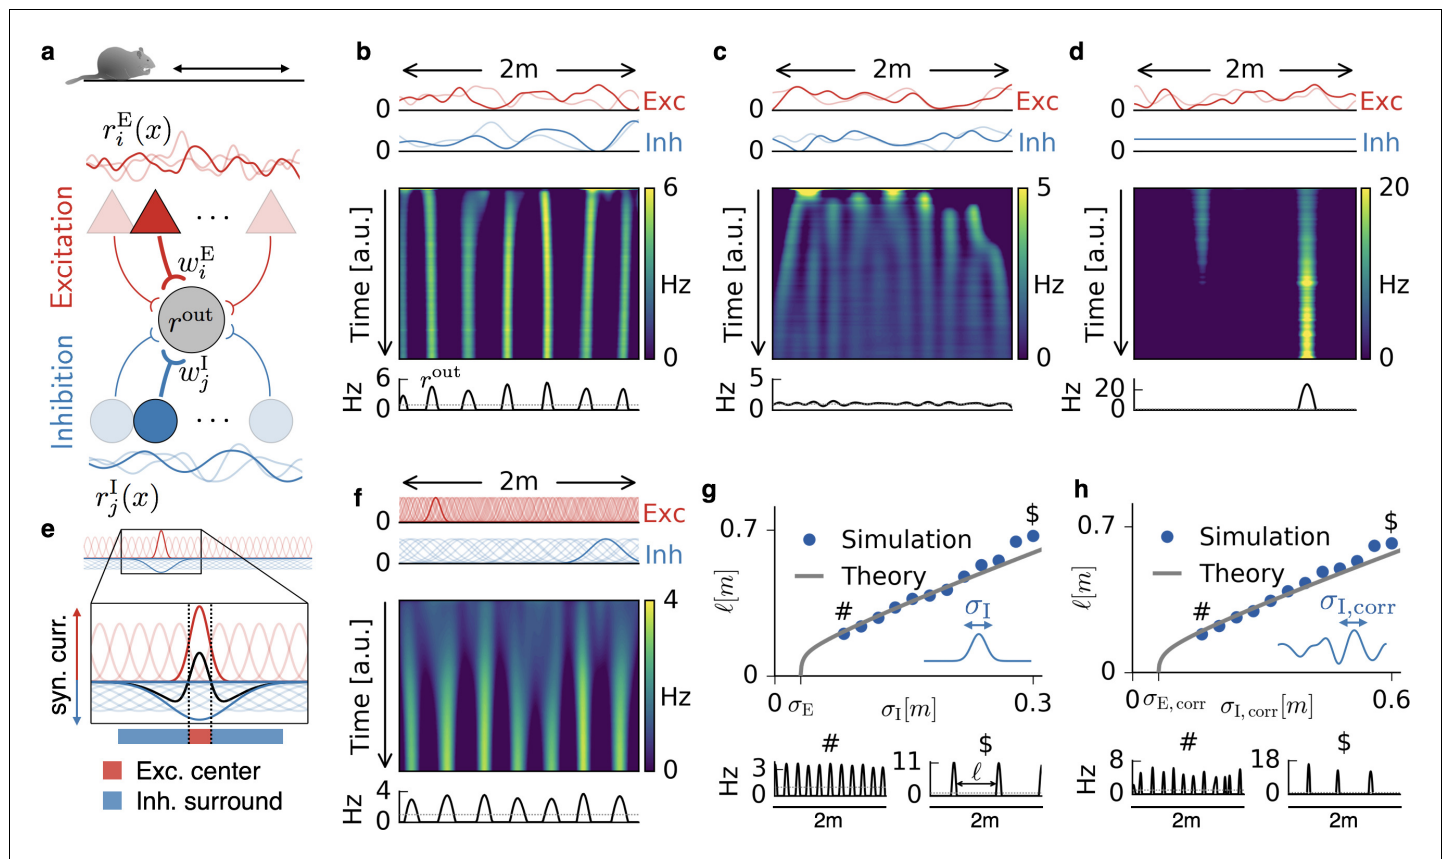 a
r_i^E(x)
Excitation
w_i^E
r^out
w_j^I
Inhibition
r_j^I(x)
b
2m
0 Exc
0 Inh
Time [a.u.]
6
Hz
0
Hz
6
0
r^out
c
2m
0 Exc
0 Inh
Time [a.u.]
5
Hz
0
Hz
5
0
d
2m
0 Exc
0 Inh
Time [a.u.]
20
Hz
0
Hz
20
0
e
syn. curr.
Exc. center
Inh. surround
f
2m
0 Exc
0 Inh
Time [a.u.]
4
Hz
0
Hz
4
0
g
0.7
ℓ[m]
0
Simulation
Theory
#
$
σ_I
0 σ_E σ_I[m] 0.3
# $
Hz
3
0
11
0
ℓ
2m 2m
h
0.7
ℓ[m]
0
Simulation
Theory
#
$
σ_I,corr
0 σ_E,corr σ_I,corr[m] 0.6
# $
Hz
8
0
18
0
2m 2m